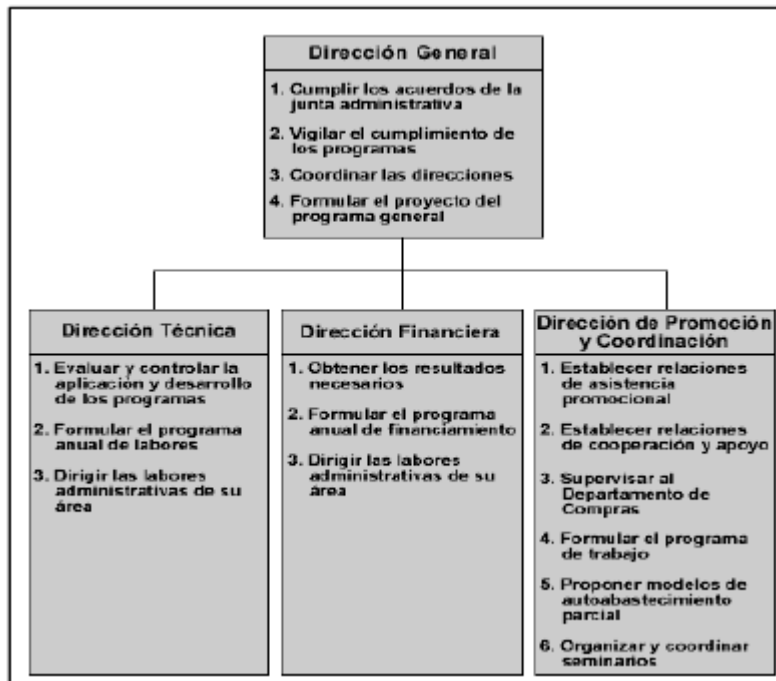 Dirección General
1. Cumplir los acuerdos de la
junta administrativa
2. Vigilar el cumplimiento de
los programas
3. Coordinar las direcciones
4. Formular el proyecto del
programa general
Dirección Técnica
1. Evaluar y controlar la
aplicación y desarrollo
de los programas
2. Formular el programa
anual de labores
3. Dirigir las labores
administrativas de su
área
Dirección Financiera
1. Obtener los resultados
necesarios
2. Formular el programa
anual de financiamiento
3. Dirigir las labores
administrativas de su
área
Dirección de Promoción
y Coordinación
1. Establecer relaciones
de asistencia
promocional
2. Establecer relaciones
de cooperación y apoyo
3. Supervisar al
Departamento de
Compras
4. Formular el programa
de trabajo
5. Proponer modelos de
autoabastecimiento
parcial
6. Organizar y coordinar
seminarios